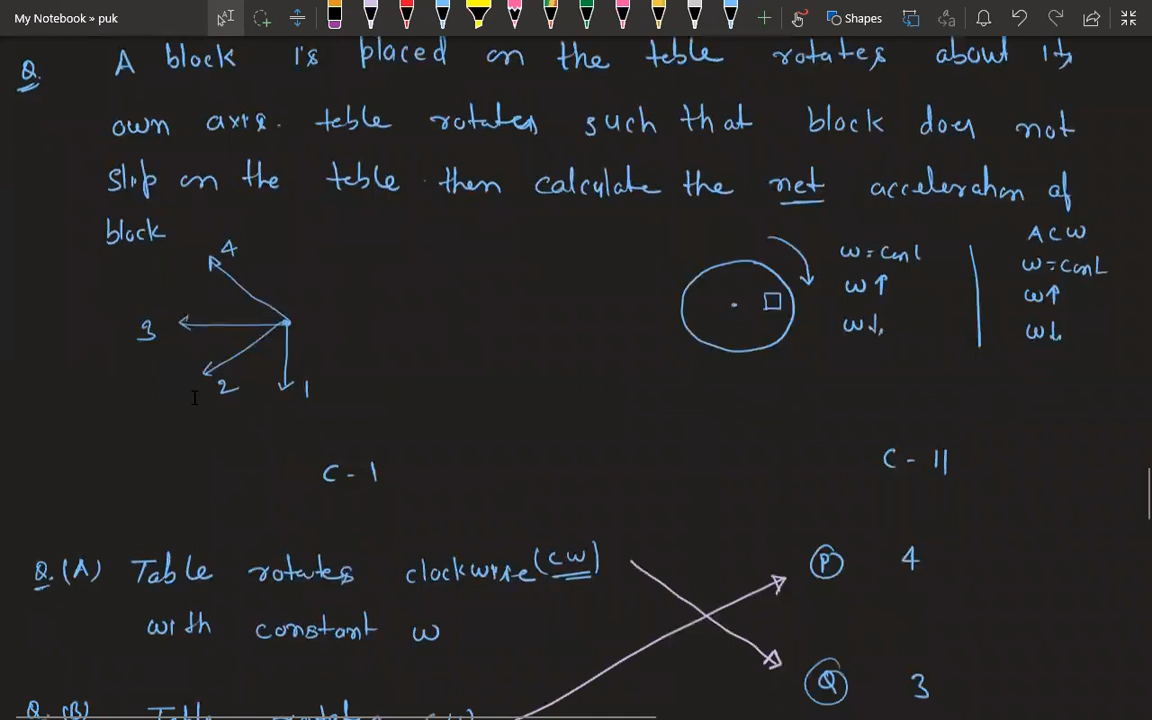 My Notebook » puk
Shapes
Q. A block is placed on the table rotates about its
own axis. table rotates such that block does not
slip on the table then calculate the net acceleration of
block
4
3
2
1
ω = const
ω↑
ω↓
ACW
ω = const
ω↑
ω↓
C - I
C - II
Q. (A) Table rotates clockwise (CW)
with constant ω
P 4
Q 3
Q. (B) Table rotates